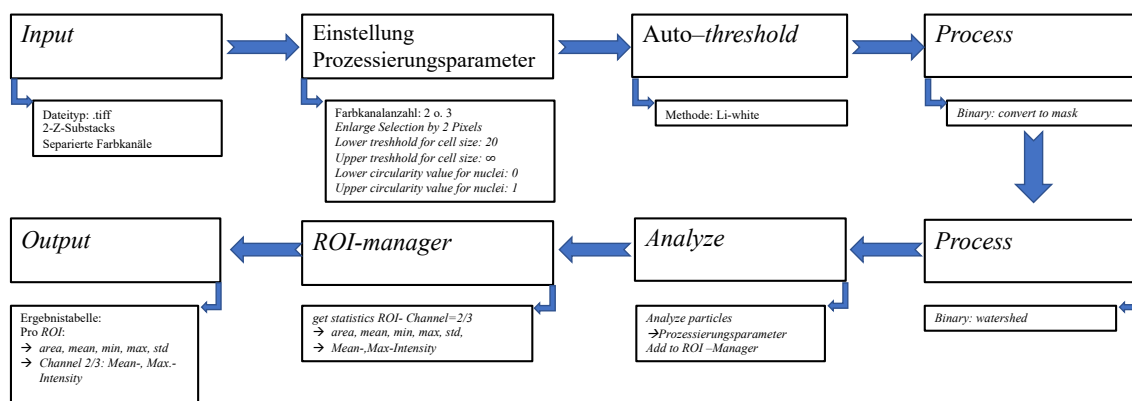 Input
Dateityp: .tiff
2-Z-Substacks
Separierte Farbkanäle
Einstellung
Prozessierungsparameter
Farbkanalanzahl: 2 o. 3
Enlarge Selection by 2 Pixels
Lower treshhold for cell size: 20
Upper treshhold for cell size: ∞
Lower circularity value for nuclei: 0
Upper circularity value for nuclei: 1
Auto–threshold
Methode: Li-white
Process
Binary: convert to mask
Process
Binary: watershed
Analyze
Analyze particles
→Prozessierungsparameter
Add to ROI –Manager
ROI-manager
get statistics ROI- Channel=2/3
→ area, mean, min, max, std,
→ Mean-,Max-Intensity
Output
Ergebnistabelle:
Pro ROI:
→ area, mean, min, max, std
→ Channel 2/3: Mean-, Max.-
Intensity